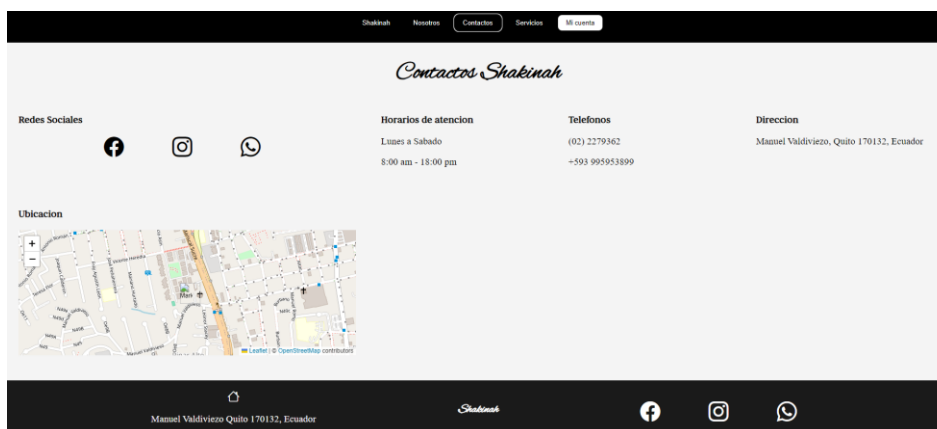 Shakinah Nosotros Contactos Servicios Mi cuenta
Contactos Shakinah
Redes Sociales
Horarios de atencion
Lunes a Sabado
8:00 am - 18:00 pm
Telefonos
(02) 2279362
+593 995953899
Direccion
Manuel Valdiviezo, Quito 170132, Ecuador
Ubicacion
+
−
Mari
Leaflet | © OpenStreetMap contributors
Manuel Valdiviezo Quito 170132, Ecuador
Shakinah